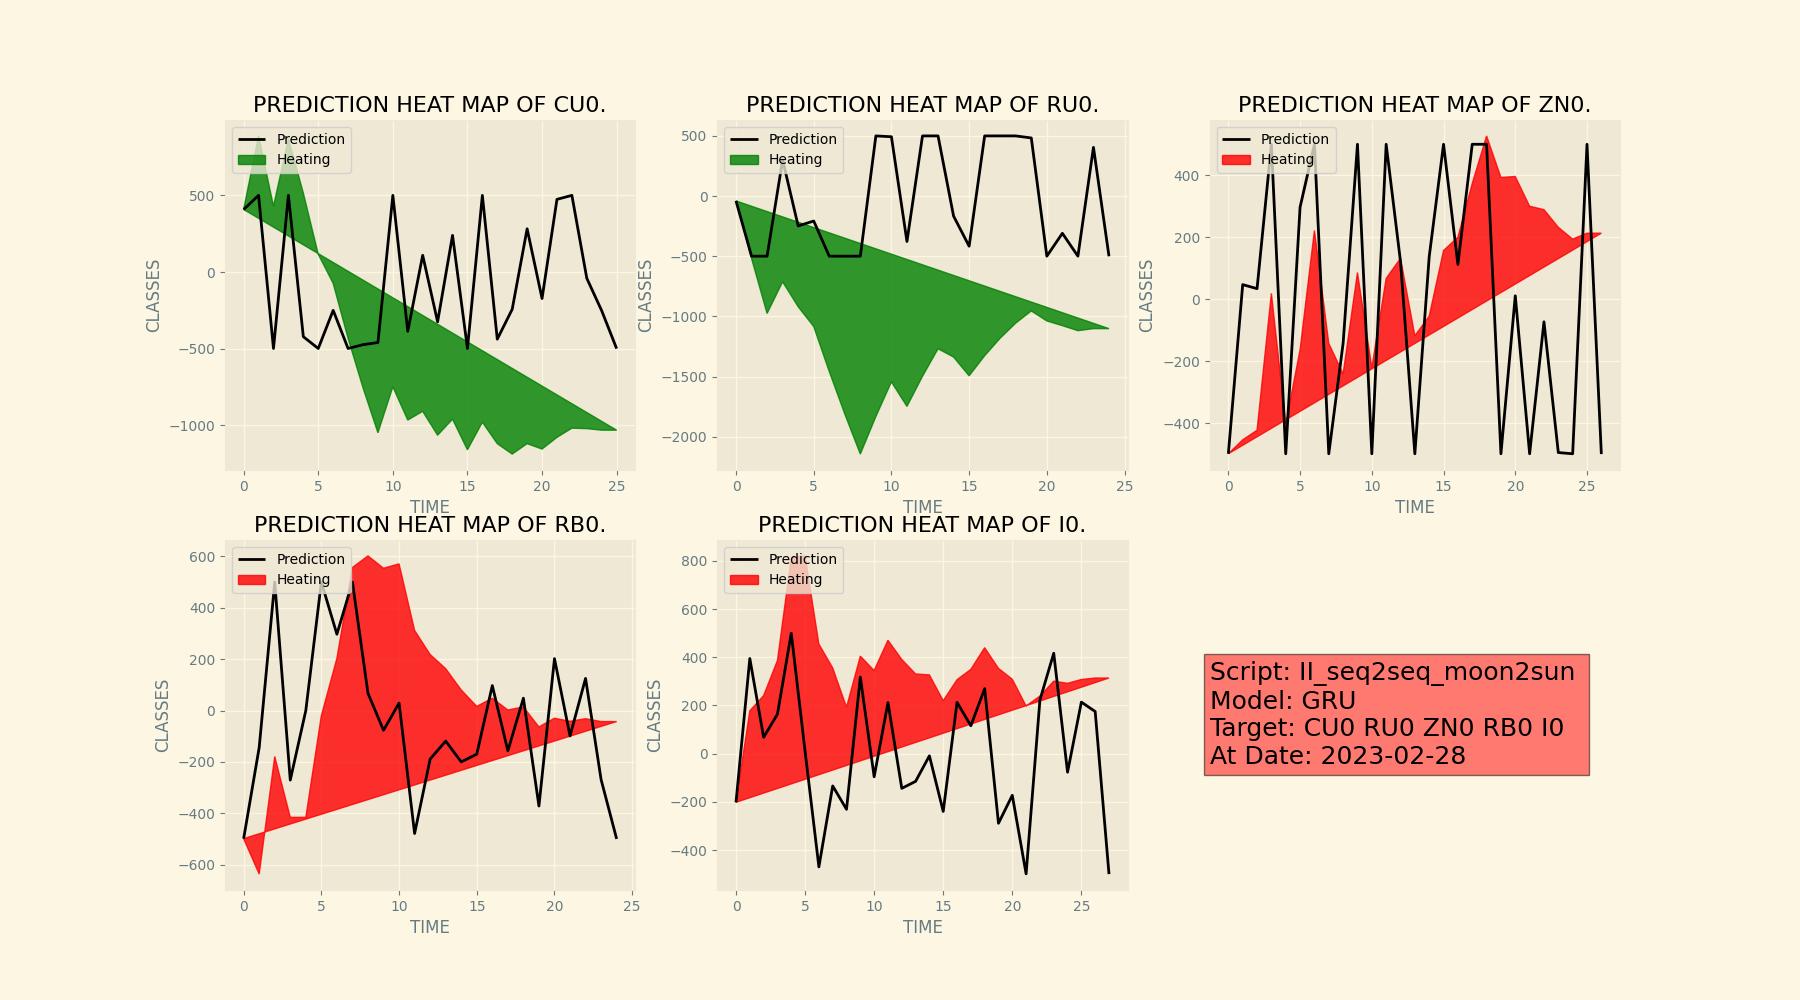 PREDICTION HEAT MAP OF CU0.
Prediction
Heating
CLASSES
500
0
−500
−1000
0 5 10 15 20 25
TIME
PREDICTION HEAT MAP OF RU0.
Prediction
Heating
CLASSES
500
0
−500
−1000
−1500
−2000
0 5 10 15 20 25
TIME
PREDICTION HEAT MAP OF ZN0.
Prediction
Heating
CLASSES
400
200
0
−200
−400
0 5 10 15 20 25
TIME
PREDICTION HEAT MAP OF RB0.
Prediction
Heating
CLASSES
600
400
200
0
−200
−400
−600
0 5 10 15 20 25
TIME
PREDICTION HEAT MAP OF I0.
Prediction
Heating
CLASSES
800
600
400
200
0
−200
−400
0 5 10 15 20 25
TIME
Script: II_seq2seq_moon2sun
Model: GRU
Target: CU0 RU0 ZN0 RB0 I0
At Date: 2023-02-28